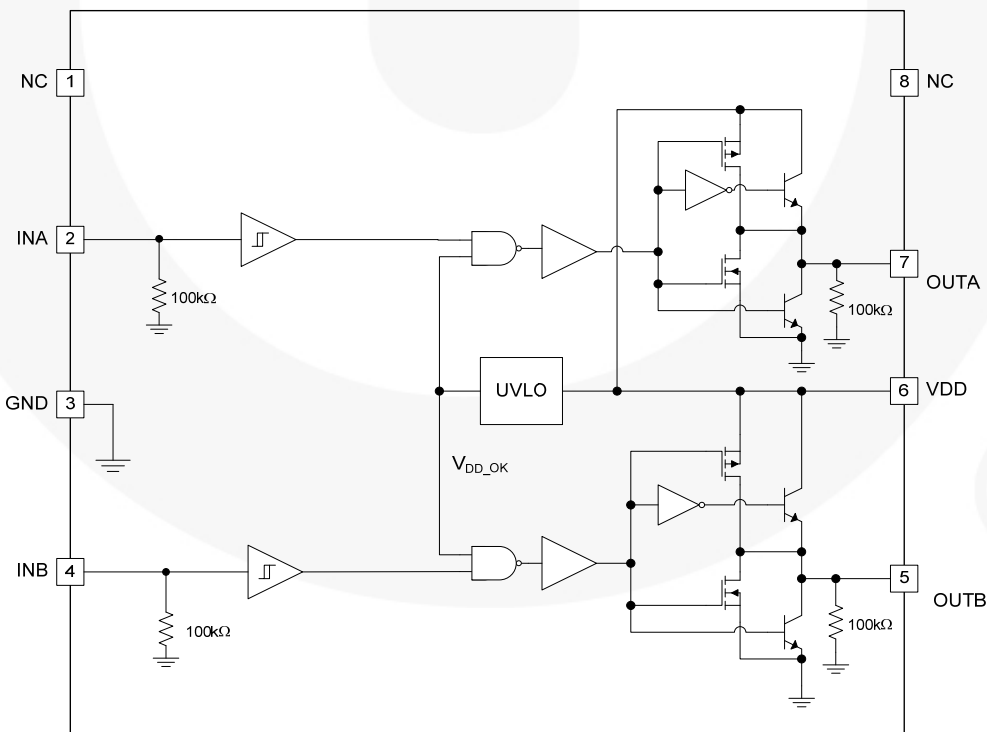 NC 1
8 NC
INA 2
100kΩ
7
OUTA
100kΩ
GND 3
UVLO
6 VDD
VDD_OK
INB 4
100kΩ
5
OUTB
100kΩ